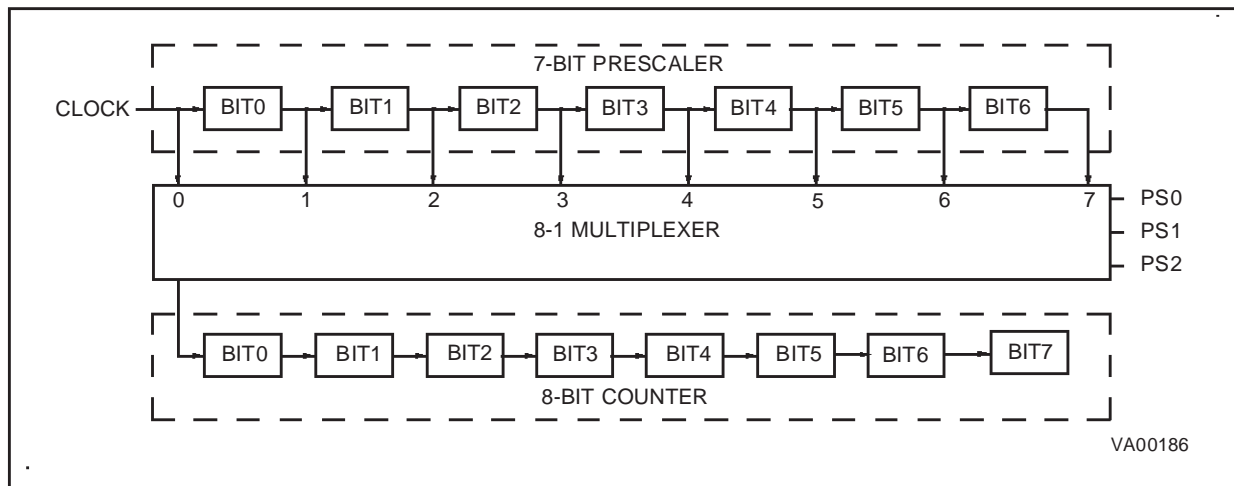 7-BIT PRESCALER
CLOCK BIT0 BIT1 BIT2 BIT3 BIT4 BIT5 BIT6
0 1 2 3 4 5 6 7
PS0
8-1 MULTIPLEXER
PS1
PS2
BIT0 BIT1 BIT2 BIT3 BIT4 BIT5 BIT6 BIT7
8-BIT COUNTER
VA00186